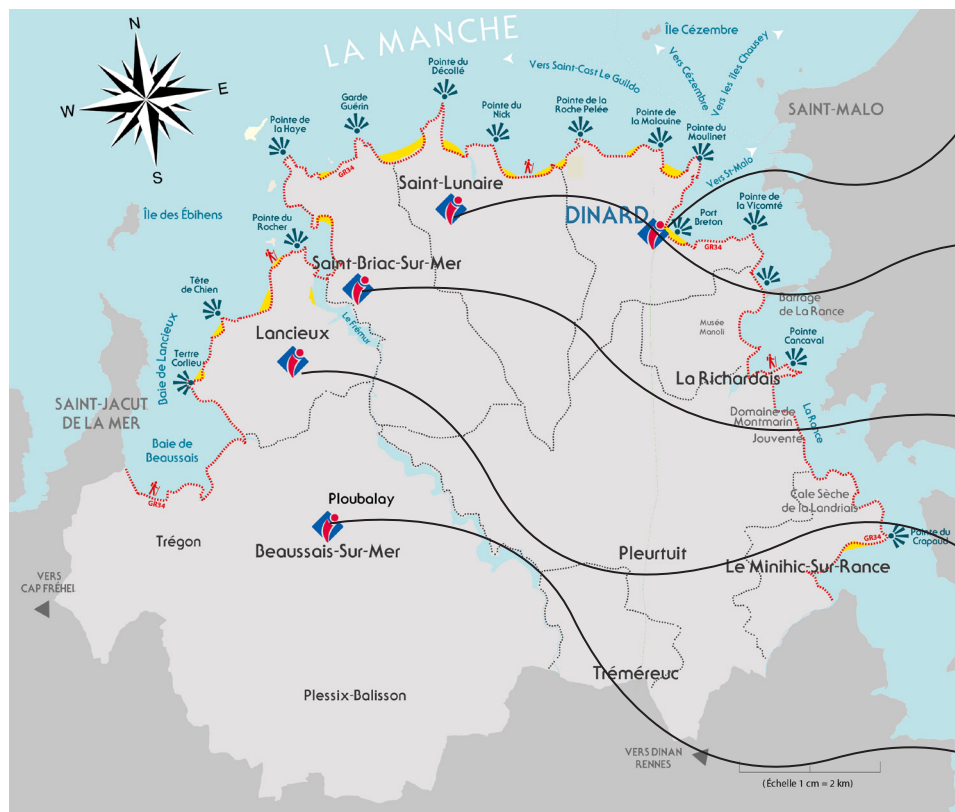 N
LA MANCHE
Île Cézembre
Vers Cézembre
Vers les îles Chausey
Vers Saint-Cast Le Guildo
Pointe du
Décollé
E
W
S
Garde
Guérin
Pointe de
la Haye
Pointe du
Nick
Pointe de la
Roche Pelée
Pointe de
la Malouine
Pointe du
Moulinet
SAINT-MALO
Vers St-Malo
GR34
Saint-Lunaire
DINARD
Port
Breton
Pointe de
la Vicomté
GR34
Île des Ébihens
Pointe du
Rocher
Saint-Briac-Sur-Mer
Tête
de Chien
Barrage
de La Rance
Le Frémur
Lancieux
Musée
Manoli
Pointe
Cancaval
Baie de Lancieux
Tertre
Corlieu
La Richardais
SAINT-JACUT
DE LA MER
Domaine de
Montmarin
Jouvente
La Rance
Baie de
Beaussais
GR34
Ploubalay
Cale Sèche
de la Landriais
Trégon
Beaussais-Sur-Mer
Pleurtuit
GR34
Pointe du
Crapaud
Le Minihic-Sur-Rance
VERS
CAP FRÉHEL
Tréméreuc
Plessix-Balisson
VERS DINAN
RENNES
(Échelle 1 cm = 2 km)